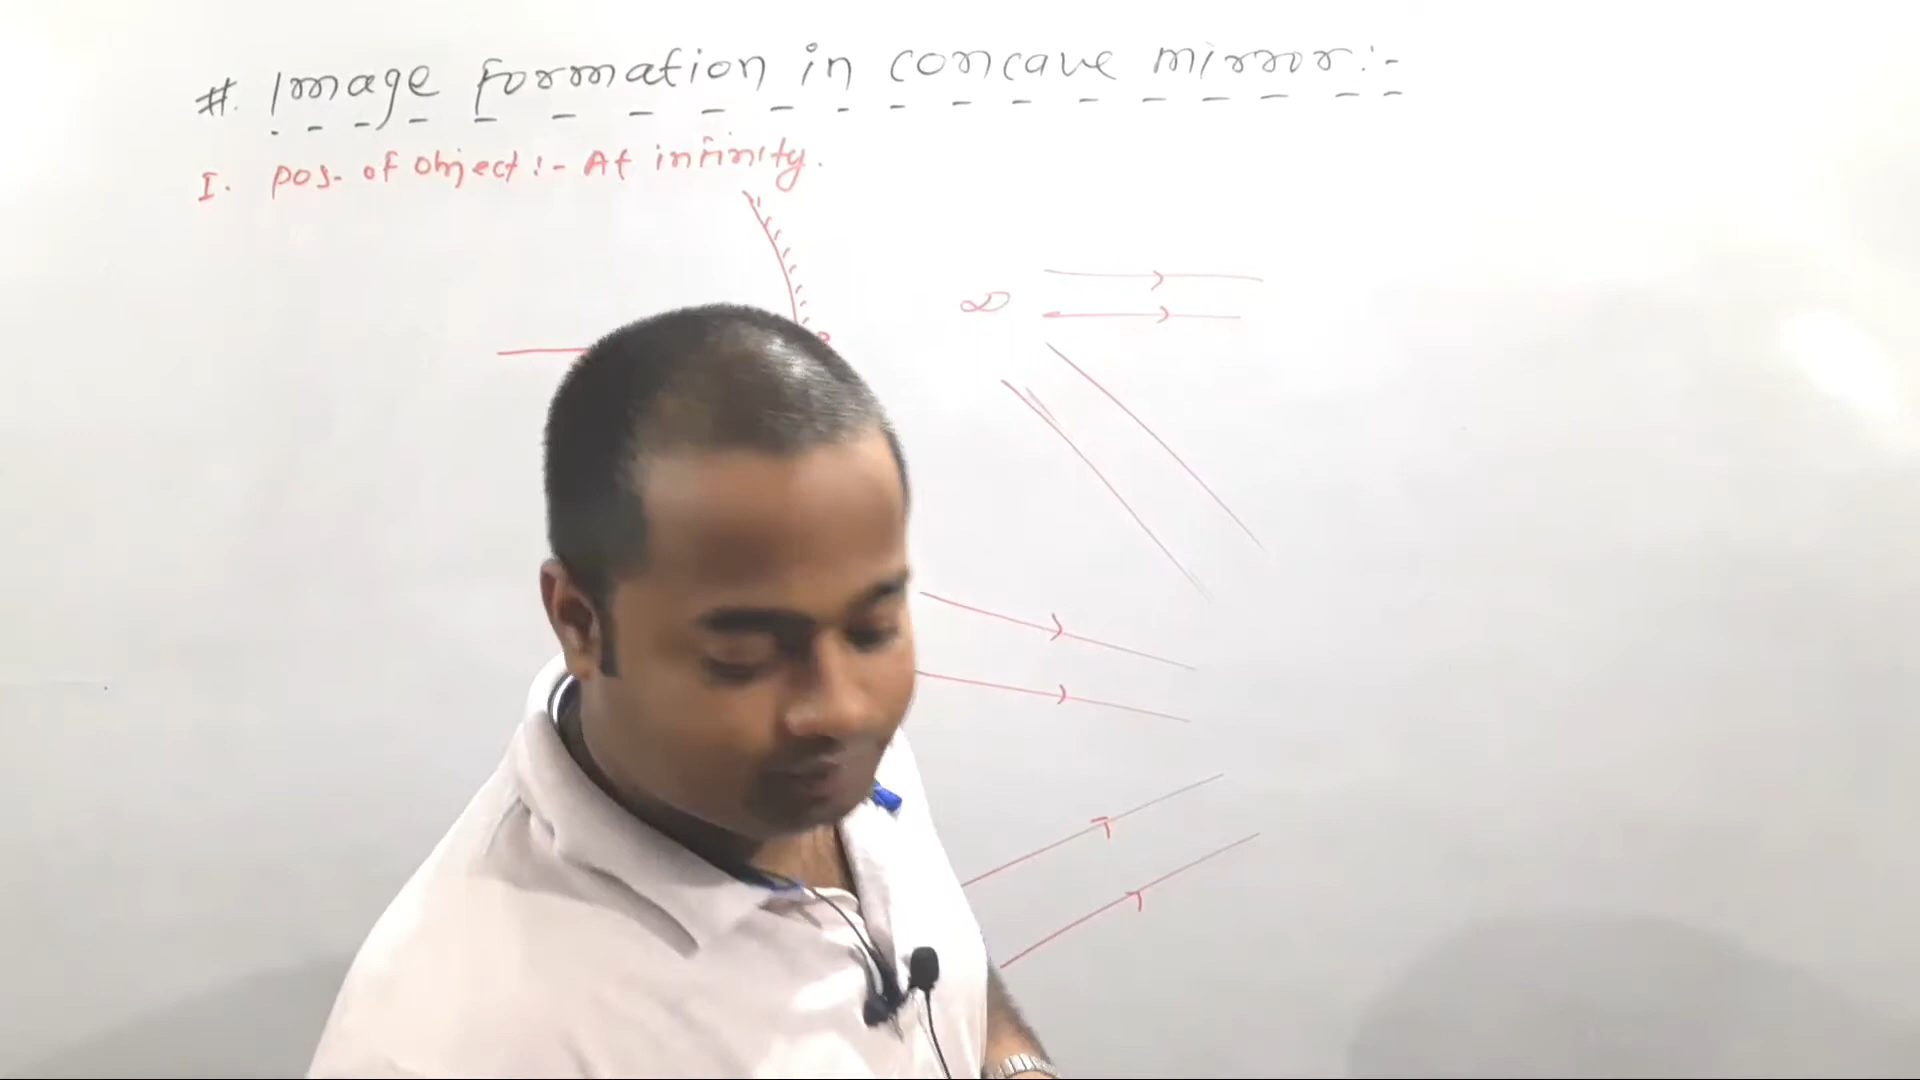 #. Image formation in concave mirror:-
I. pos. of object:- At infinity.
P
∞